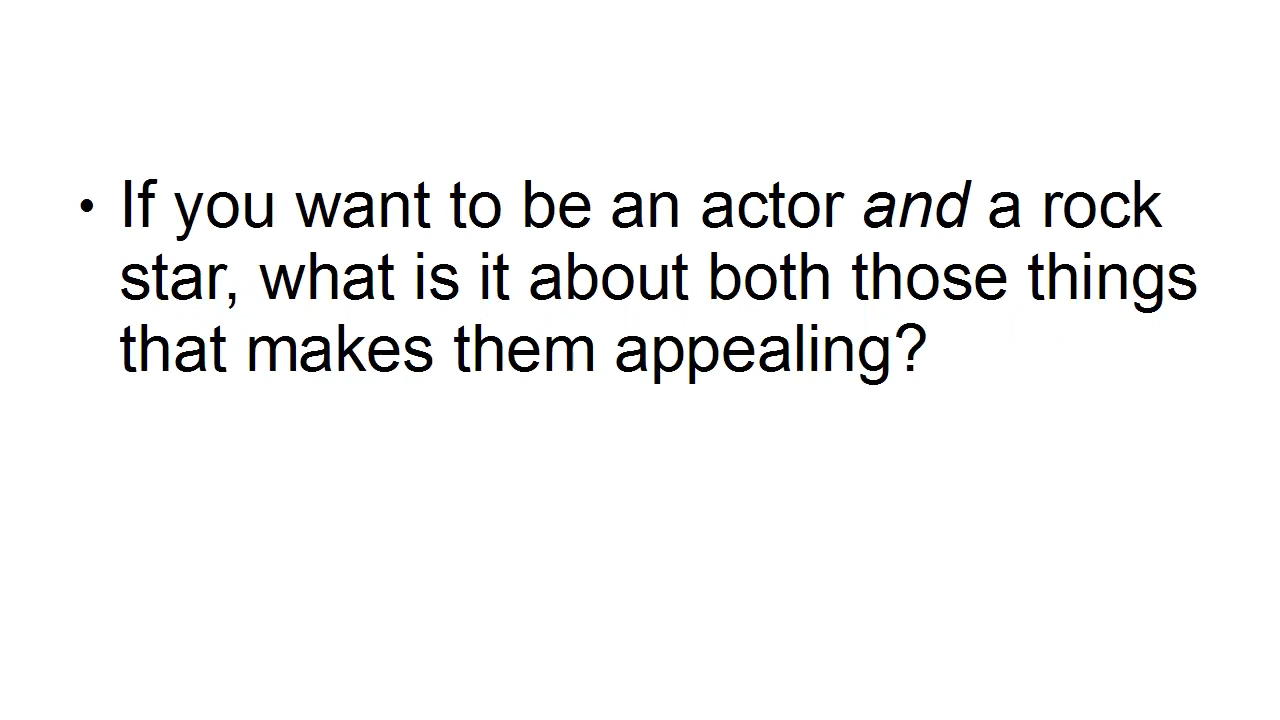 • If you want to be an actor and a rock
star, what is it about both those things
that makes them appealing?